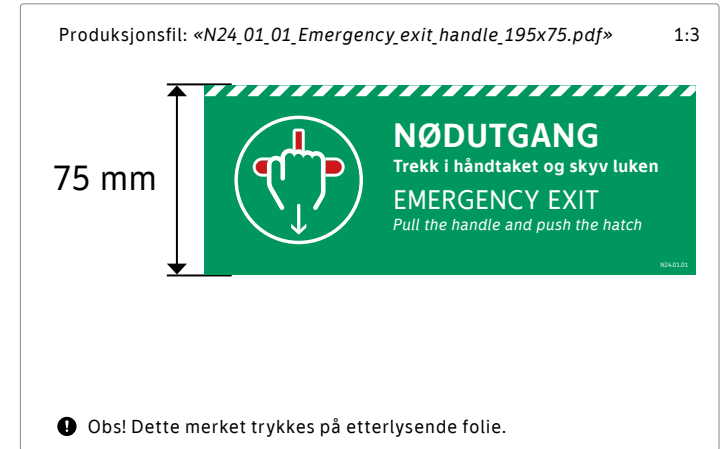 Produksjonsfil: «N24_01_01_Emergency_exit_handle_195x75.pdf» 1:3
75 mm
NØDUTGANG
Trekk i håndtaket og skyv luken
EMERGENCY EXIT
Pull the handle and push the hatch
N24.01.01
Obs! Dette merket trykkes på etterlysende folie.